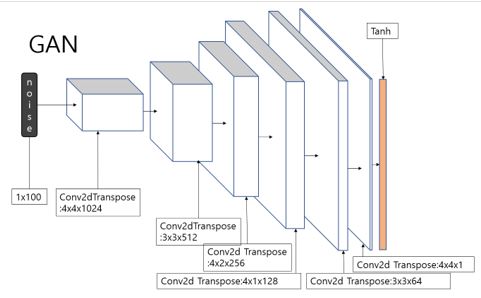 GAN
Tanh
noise
1x100
Conv2dTranspose
:4x4x1024
Conv2dTranspose
:3x3x512
Conv2d Transpose
:4x2x256
Conv2d Transpose:4x1x128
Conv2d Transpose:3x3x64
Conv2d Transpose:4x4x1